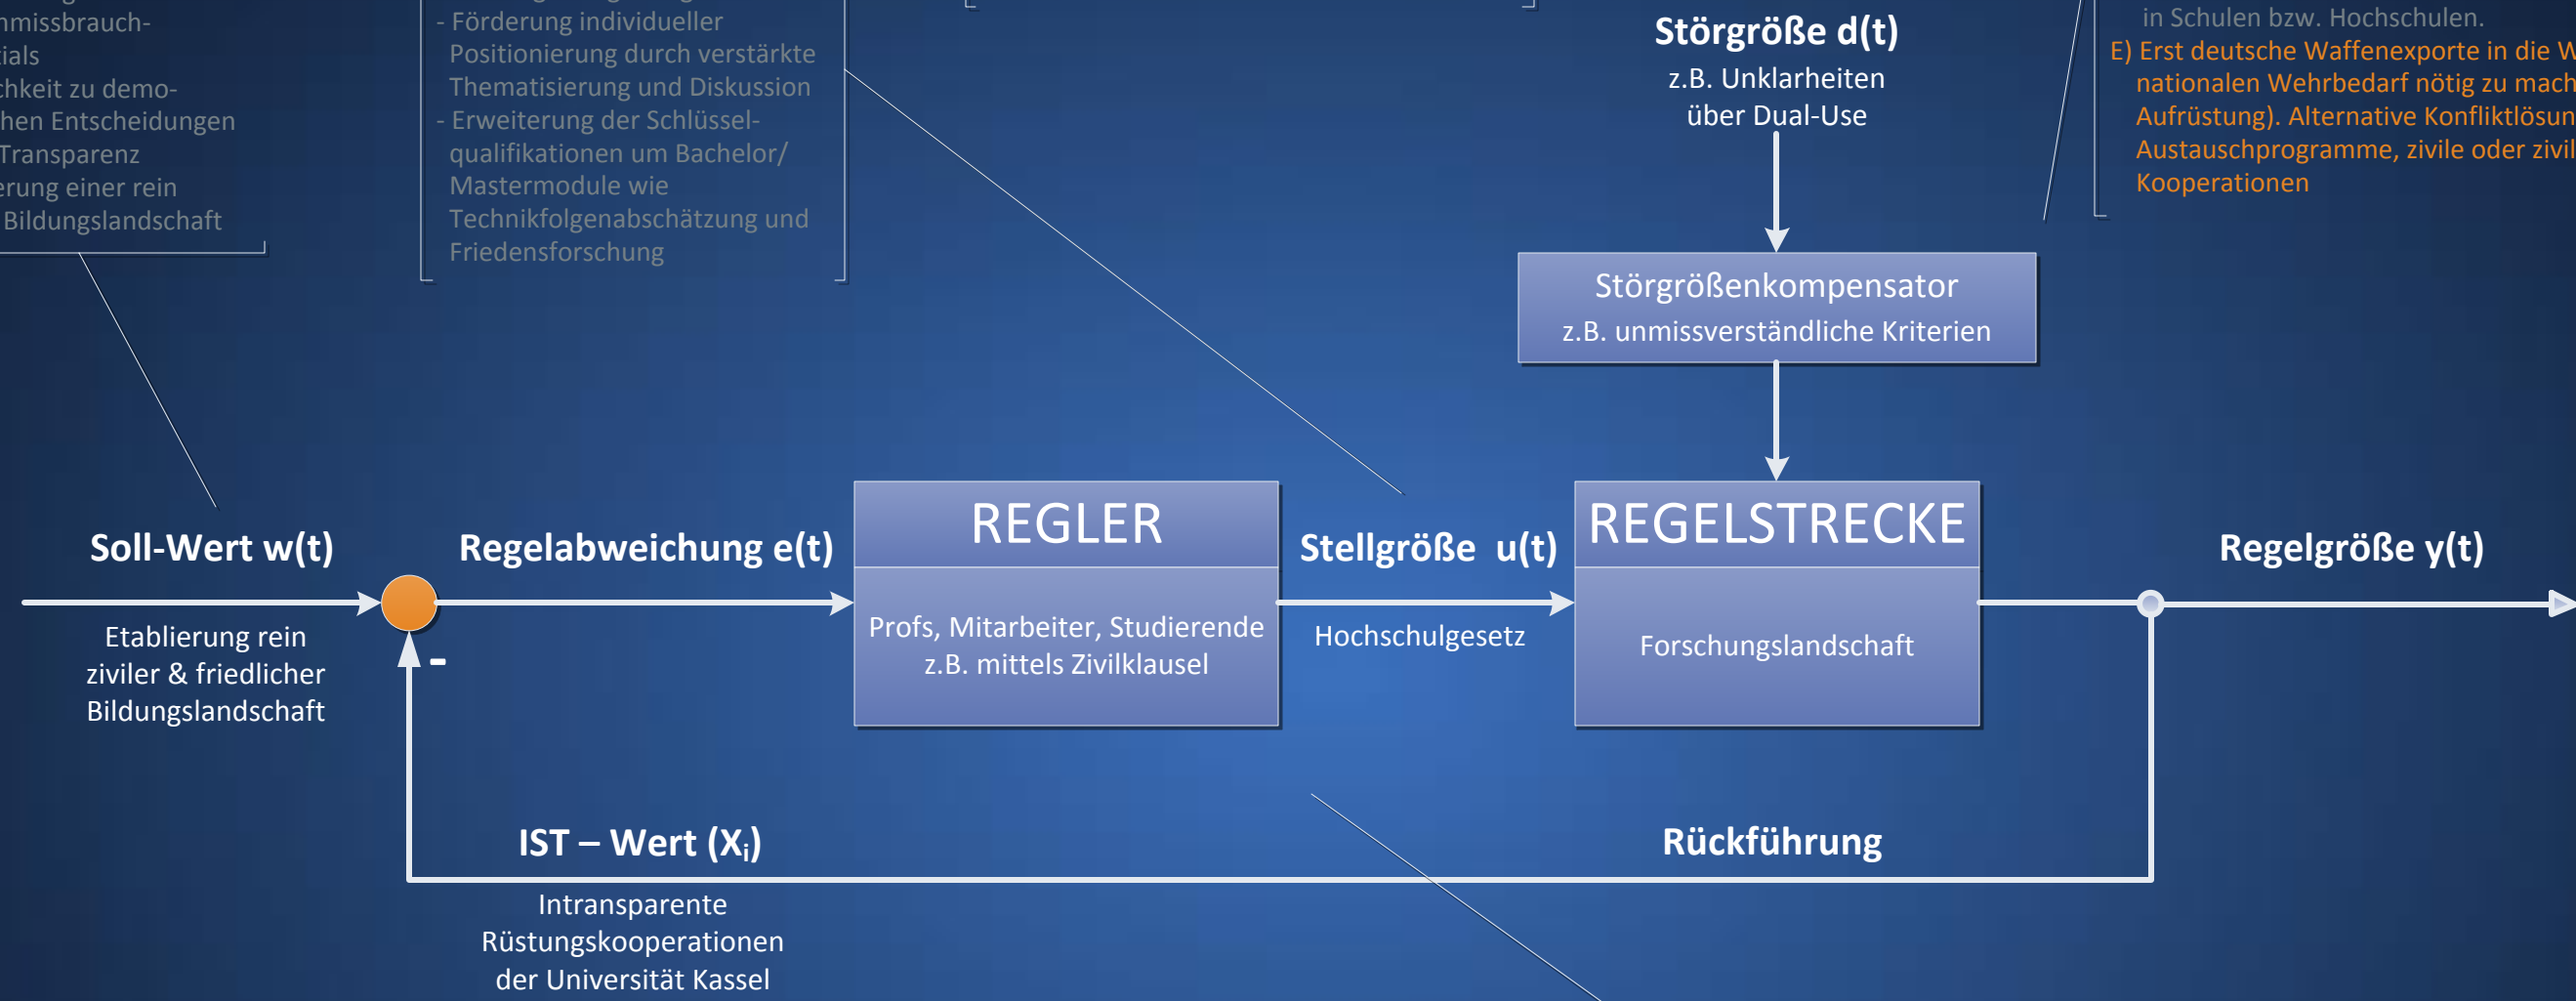 missbrauch-
ials
chkeit zu demo-
hen Entscheidungen
Transparenz
erung einer rein
Bildungslandschaft
- Förderung individueller
Positionierung durch verstärkte
Thematisierung und Diskussion
- Erweiterung der Schlüssel-
qualifikationen um Bachelor/
Mastermodule wie
Technikfolgenabschätzung und
Friedensforschung
Störgröße d(t)
z.B. Unklarheiten
über Dual-Use
in Schulen bzw. Hochschulen.
E) Erst deutsche Waffenexporte in die W
nationalen Wehrbedarf nötig zu mach
Aufrüstung). Alternative Konfliktlösun
Austauschprogramme, zivile oder zivil
Kooperationen
Störgrößenkompensator
z.B. unmissverständliche Kriterien
Soll-Wert w(t)
Etablierung rein
ziviler & friedlicher
Bildungslandschaft
Regelabweichung e(t)
-
REGLER
Profs, Mitarbeiter, Studierende
z.B. mittels Zivilklausel
Stellgröße u(t)
Hochschulgesetz
REGELSTRECKE
Forschungslandschaft
Regelgröße y(t)
IST – Wert (Xi)
Intransparente
Rüstungskooperationen
der Universität Kassel
Rückführung